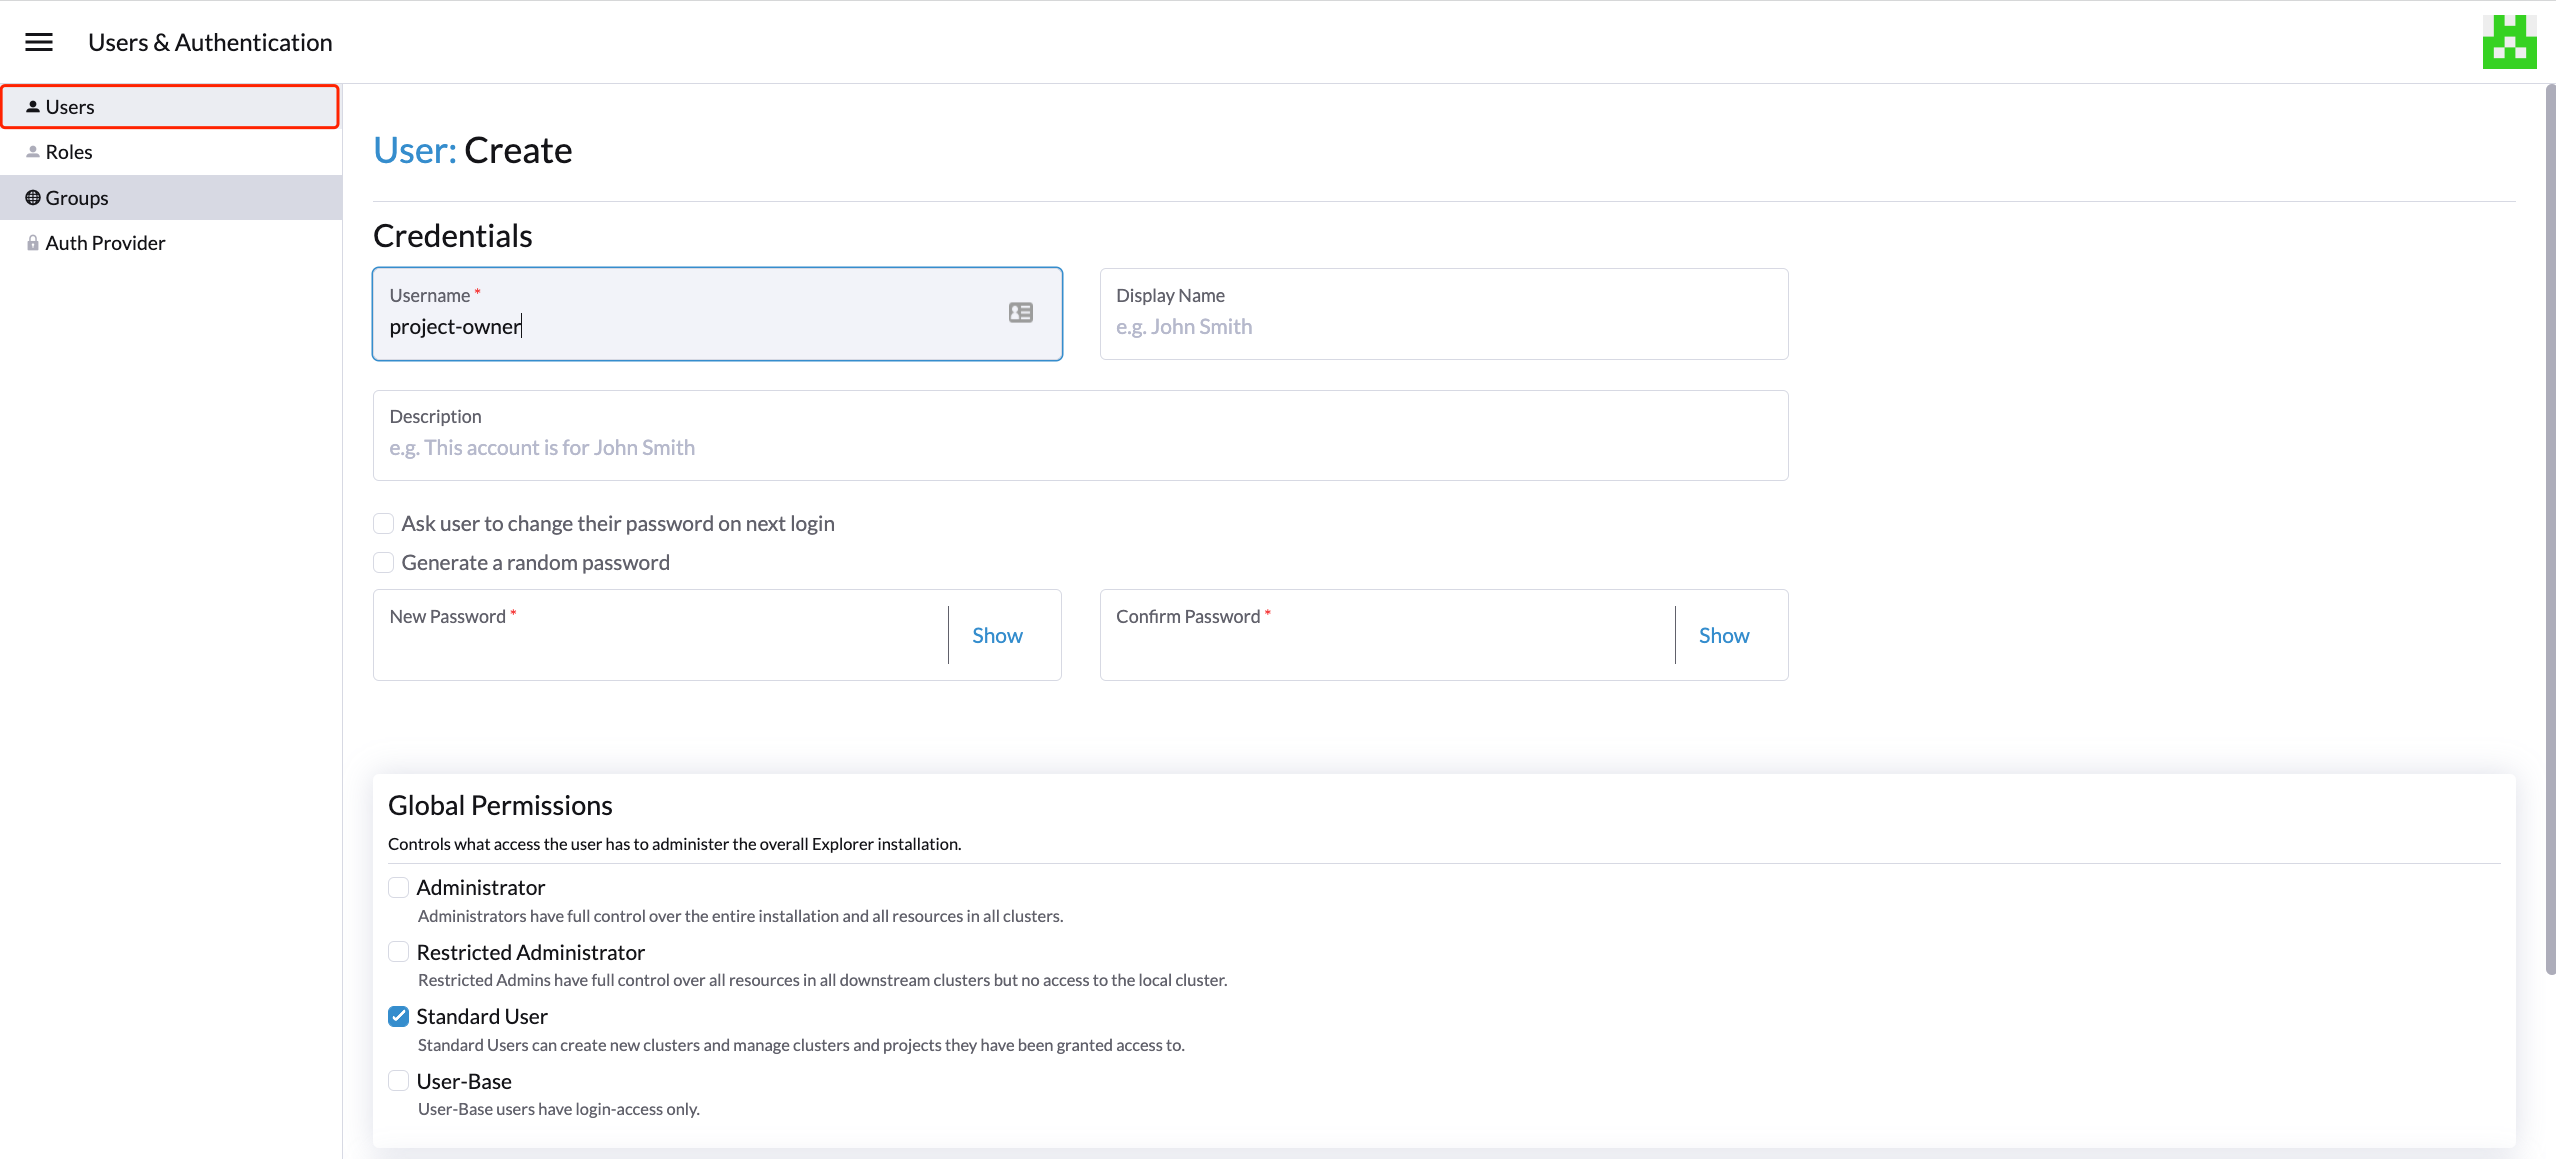 Users & Authentication
Users
Roles
Groups
Auth Provider
User: Create
Credentials
Username *
project-owner
Display Name
e.g. John Smith
Description
e.g. This account is for John Smith
Ask user to change their password on next login
Generate a random password
New Password *
Show
Confirm Password *
Show
Global Permissions
Controls what access the user has to administer the overall Explorer installation.
Administrator
Administrators have full control over the entire installation and all resources in all clusters.
Restricted Administrator
Restricted Admins have full control over all resources in all downstream clusters but no access to the local cluster.
Standard User
Standard Users can create new clusters and manage clusters and projects they have been granted access to.
User-Base
User-Base users have login-access only.